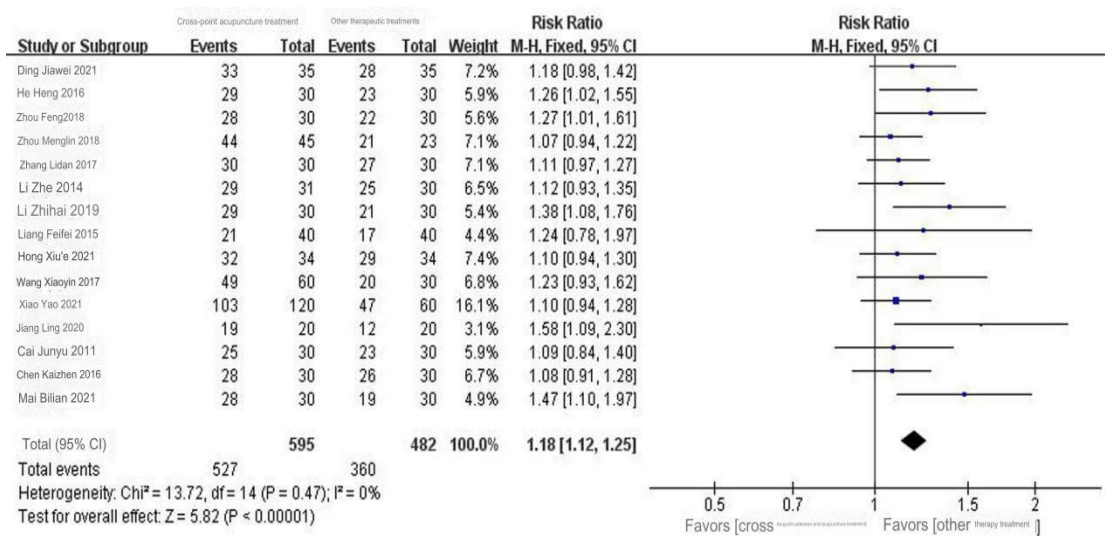 Cross-point acupuncture treatment Other therapeutic treatments Risk Ratio Risk Ratio
Study or Subgroup Events Total Events Total Weight M-H, Fixed, 95% CI M-H, Fixed, 95% CI
Ding Jiawei 2021 33 35 28 35 7.2% 1.18 [0.98, 1.42]
He Heng 2016 29 30 23 30 5.9% 1.26 [1.02, 1.55]
Zhou Feng2018 28 30 22 30 5.6% 1.27 [1.01, 1.61]
Zhou Menglin 2018 44 45 21 23 7.1% 1.07 [0.94, 1.22]
Zhang Lidan 2017 30 30 27 30 7.1% 1.11 [0.97, 1.27]
Li Zhe 2014 29 31 25 30 6.5% 1.12 [0.93, 1.35]
Li Zhihai 2019 29 30 21 30 5.4% 1.38 [1.08, 1.76]
Liang Feifei 2015 21 40 17 40 4.4% 1.24 [0.78, 1.97]
Hong Xiu'e 2021 32 34 29 34 7.4% 1.10 [0.94, 1.30]
Wang Xiaoyin 2017 49 60 20 30 6.8% 1.23 [0.93, 1.62]
Xiao Yao 2021 103 120 47 60 16.1% 1.10 [0.94, 1.28]
Jiang Ling 2020 19 20 12 20 3.1% 1.58 [1.09, 2.30]
Cai Junyu 2011 25 30 23 30 5.9% 1.09 [0.84, 1.40]
Chen Kaizhen 2016 28 30 26 30 6.7% 1.08 [0.91, 1.28]
Mai Bilian 2021 28 30 19 30 4.9% 1.47 [1.10, 1.97]
Total (95% CI) 595 482 100.0% 1.18 [1.12, 1.25]
Total events 527 360
Heterogeneity: Chi² = 13.72, df = 14 (P = 0.47); I² = 0%
Test for overall effect: Z = 5.82 (P < 0.00001)
0.5 0.7 1 1.5 2
Favors [cross acupuncture treatment] Favors [other therapy treatment ]